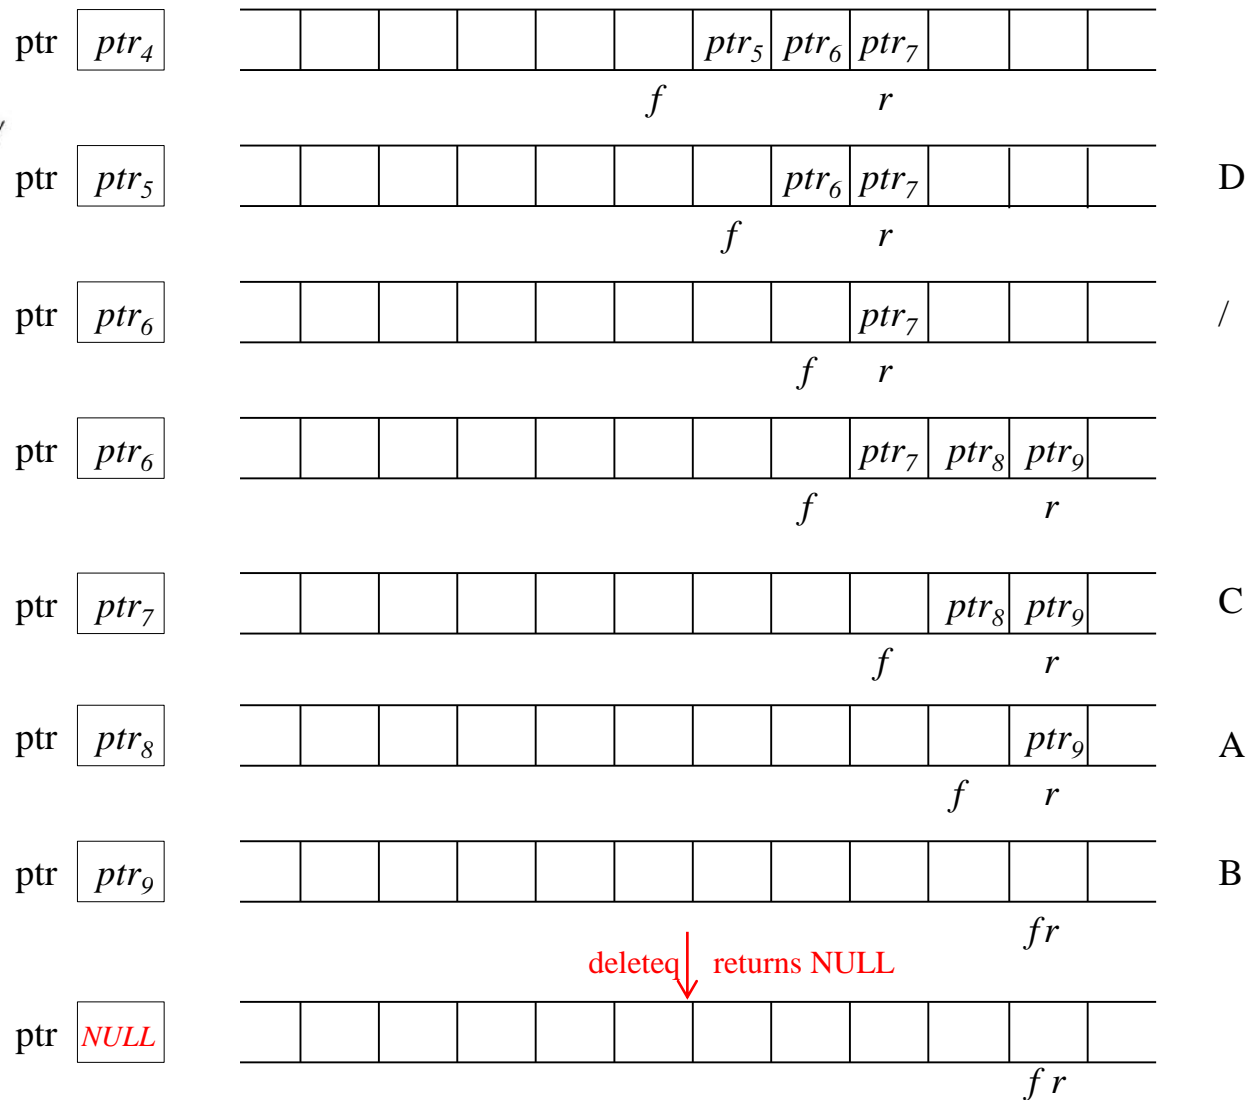 ptr ptr4 ptr5 ptr6 ptr7
f r
ptr ptr5 ptr6 ptr7 D
f r
ptr ptr6 ptr7 /
f r
ptr ptr6 ptr7 ptr8 ptr9
f r
ptr ptr7 ptr8 ptr9 C
f r
ptr ptr8 ptr9 A
f r
ptr ptr9 B
f r
deleteq returns NULL
ptr NULL
f r